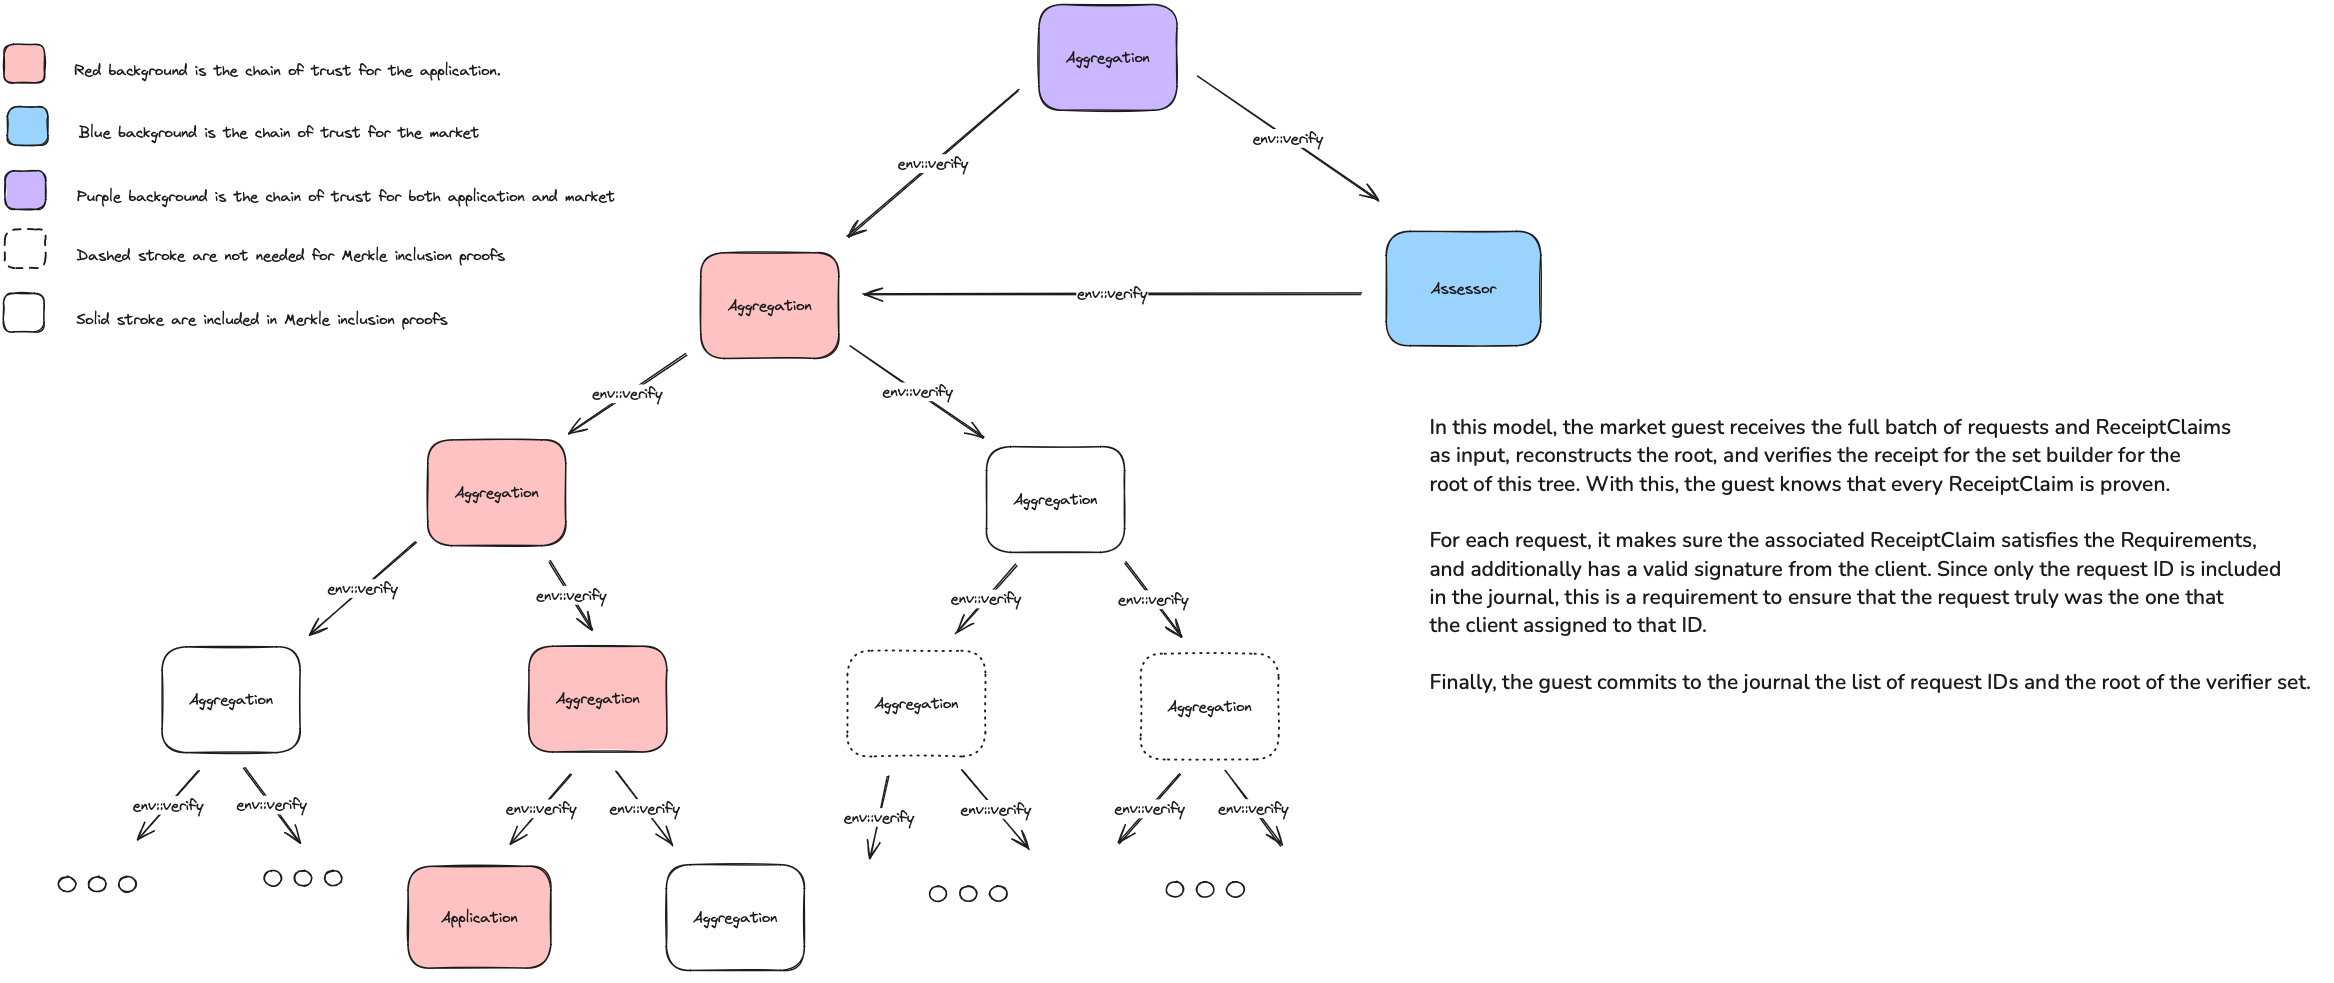 Red background is the chain of trust for the application.
Blue background is the chain of trust for the market
Purple background is the chain of trust for both application and market
Dashed stroke are not needed for Merkle inclusion proofs
Solid stroke are included in Merkle inclusion proofs
Aggregation
env::verify
env::verify
Aggregation
env::verify
Assessor
env::verify
env::verify
Aggregation
Aggregation
env::verify
env::verify
env::verify
env::verify
Aggregation
Aggregation
Aggregation
Aggregation
env::verify
env::verify
env::verify
env::verify
env::verify
env::verify
env::verify
env::verify
Application
Aggregation
In this model, the market guest receives the full batch of requests and ReceiptClaims
as input, reconstructs the root, and verifies the receipt for the set builder for the
root of this tree. With this, the guest knows that every ReceiptClaim is proven.
For each request, it makes sure the associated ReceiptClaim satisfies the Requirements,
and additionally has a valid signature from the client. Since only the request ID is included
in the journal, this is a requirement to ensure that the request truly was the one that
the client assigned to that ID.
Finally, the guest commits to the journal the list of request IDs and the root of the verifier set.